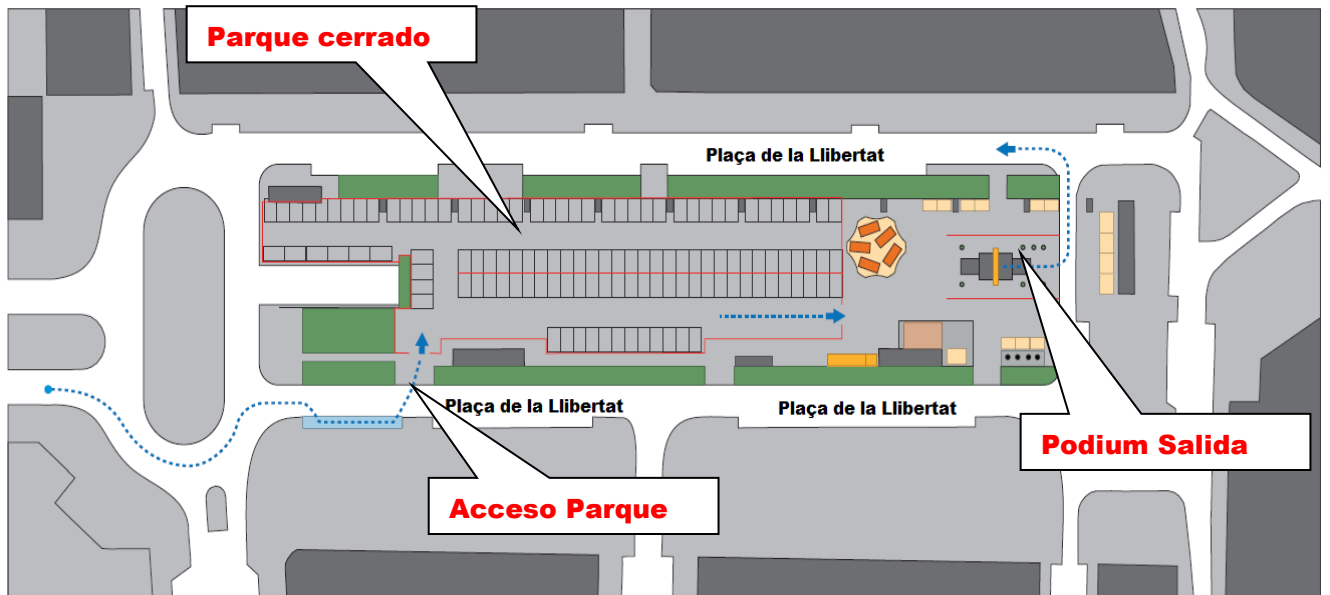 Parque cerrado
Plaça de la Llibertat
Plaça de la Llibertat
Plaça de la Llibertat
Podium Salida
Acceso Parque